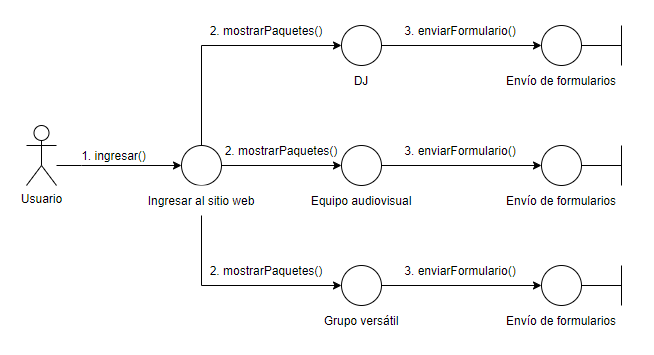 2. mostrarPaquetes()
3. enviarFormulario()
DJ
Envío de formularios
1. ingresar()
2. mostrarPaquetes()
3. enviarFormulario()
Usuario
Ingresar al sitio web
Equipo audiovisual
Envío de formularios
2. mostrarPaquetes()
3. enviarFormulario()
Grupo versátil
Envío de formularios